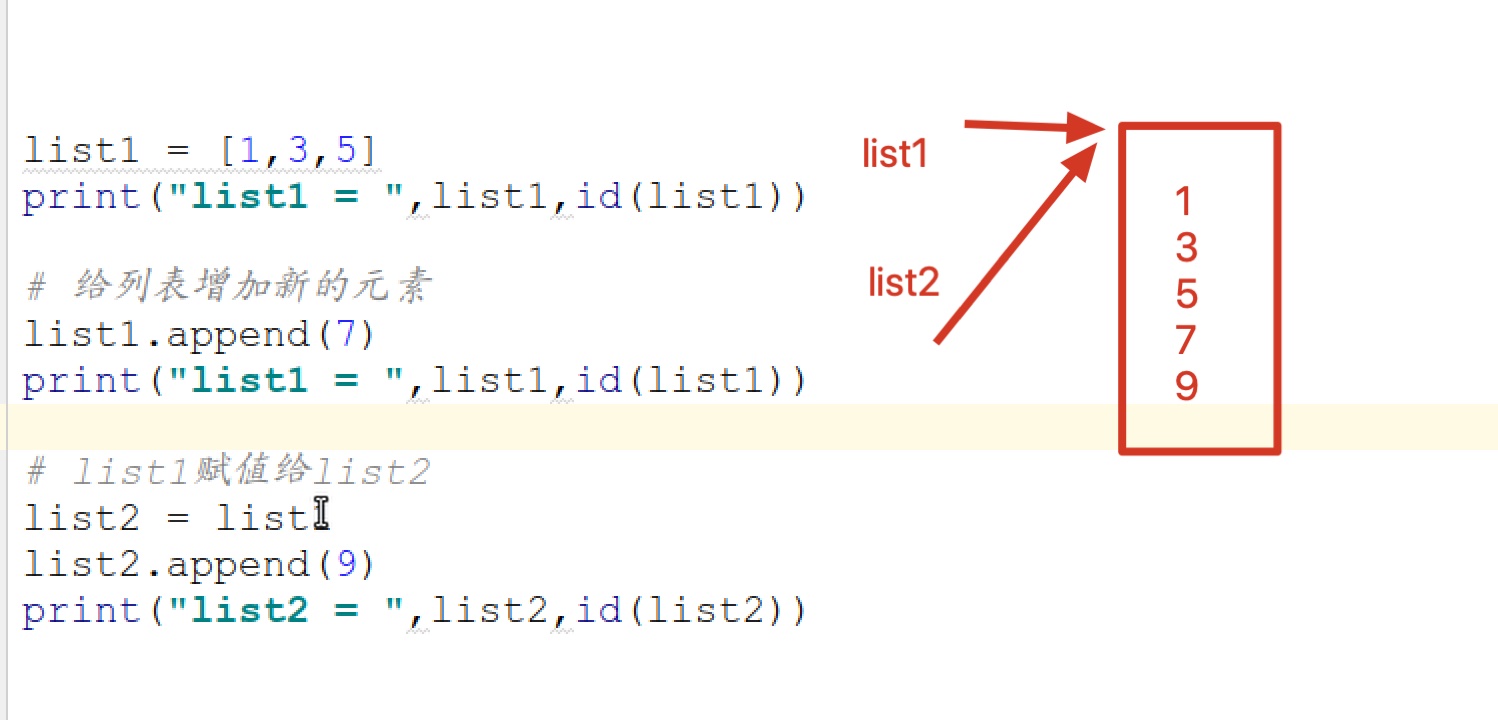 list1 = [1,3,5]
print("list1 = ",list1,id(list1))
# 给列表增加新的元素
list1.append(7)
print("list1 = ",list1,id(list1))
# list1赋值给list2
list2 = list
list2.append(9)
print("list2 = ",list2,id(list2))
list1
list2
1
3
5
7
9